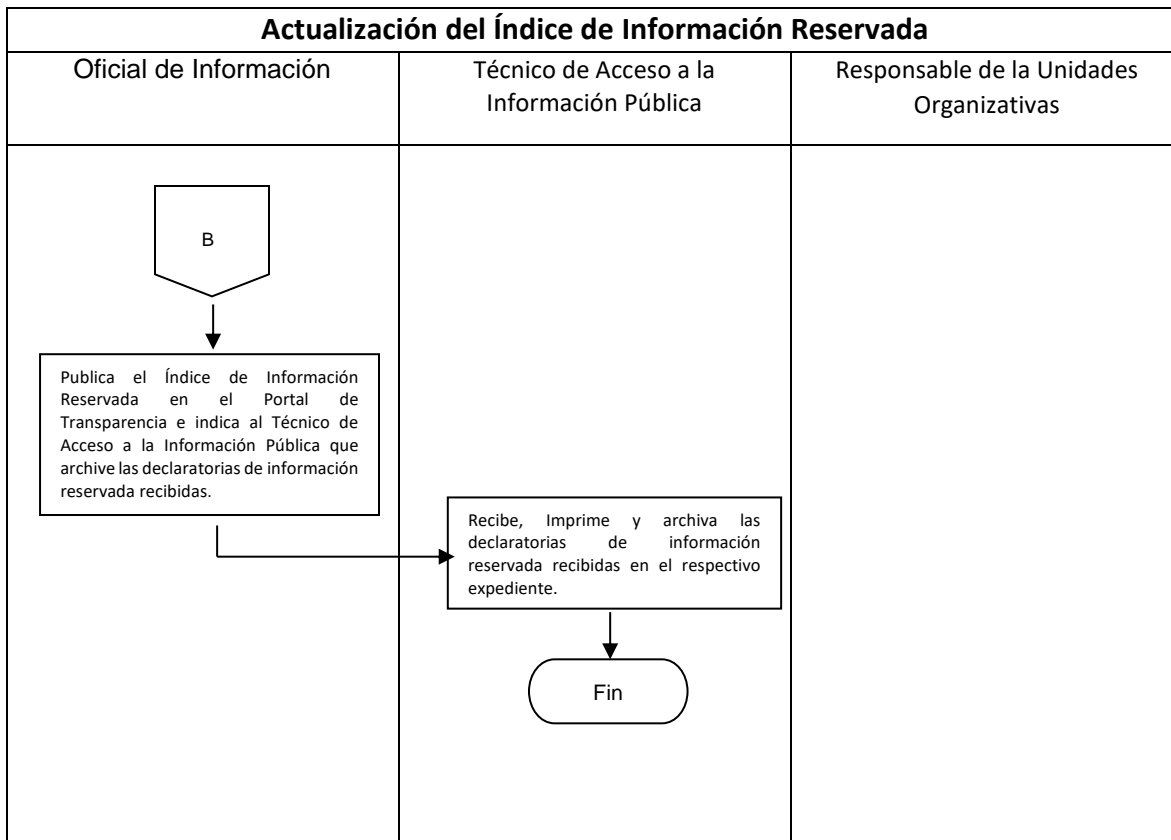 Actualización del Índice de Información Reservada
Oficial de Información
Técnico de Acceso a la
Información Pública
Responsable de la Unidades
Organizativas
B
Publica el Índice de Información
Reservada en el Portal de
Transparencia e indica al Técnico de
Acceso a la Información Pública que
archive las declaratorias de información
reservada recibidas.
Recibe, Imprime y archiva las
declaratorias de información
reservada recibidas en el respectivo
expediente.
Fin